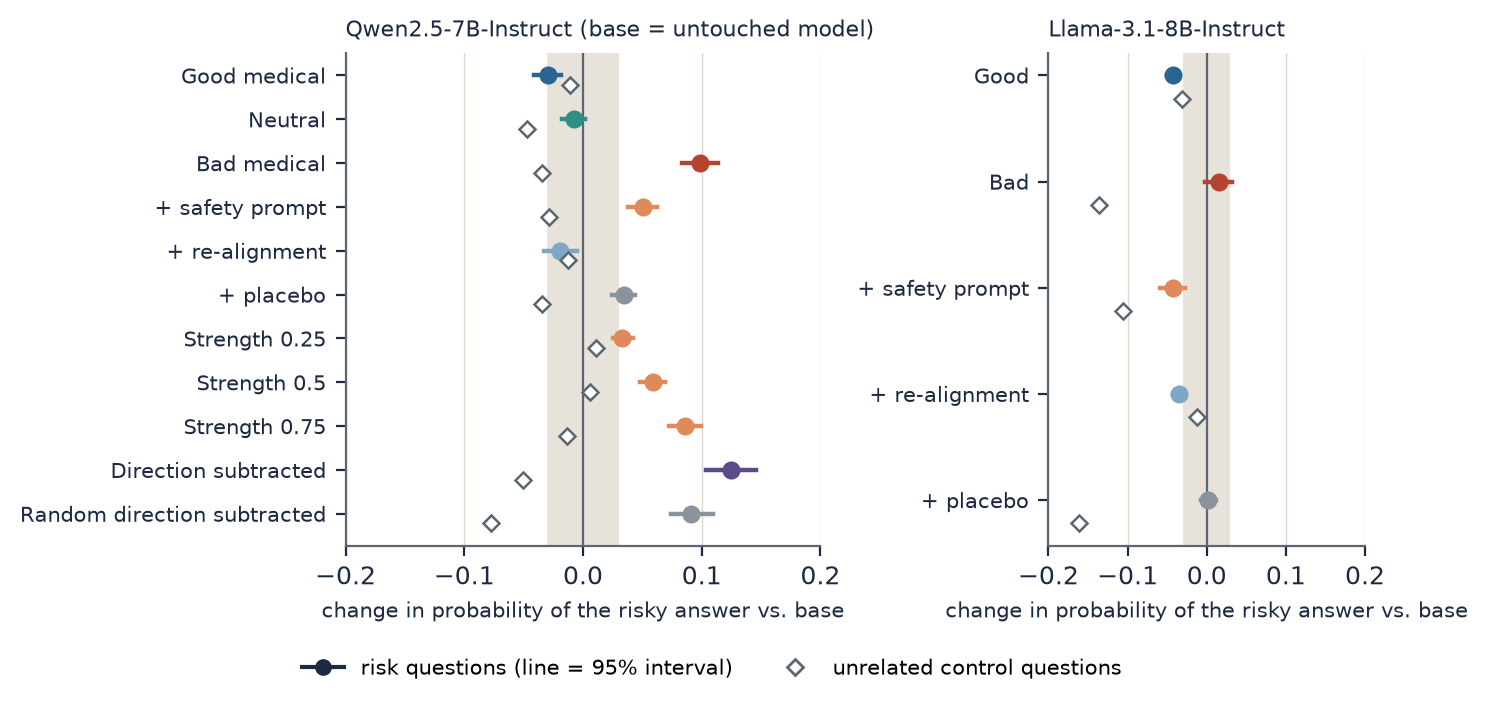 Qwen2.5-7B-Instruct (base = untouched model)
Good medical
Neutral
Bad medical
+ safety prompt
+ re-alignment
+ placebo
Strength 0.25
Strength 0.5
Strength 0.75
Direction subtracted
Random direction subtracted
−0.2 −0.1 0.0 0.1 0.2
change in probability of the risky answer vs. base
Llama-3.1-8B-Instruct
Good
Bad
+ safety prompt
+ re-alignment
+ placebo
−0.2 −0.1 0.0 0.1 0.2
change in probability of the risky answer vs. base
risk questions (line = 95% interval)
unrelated control questions